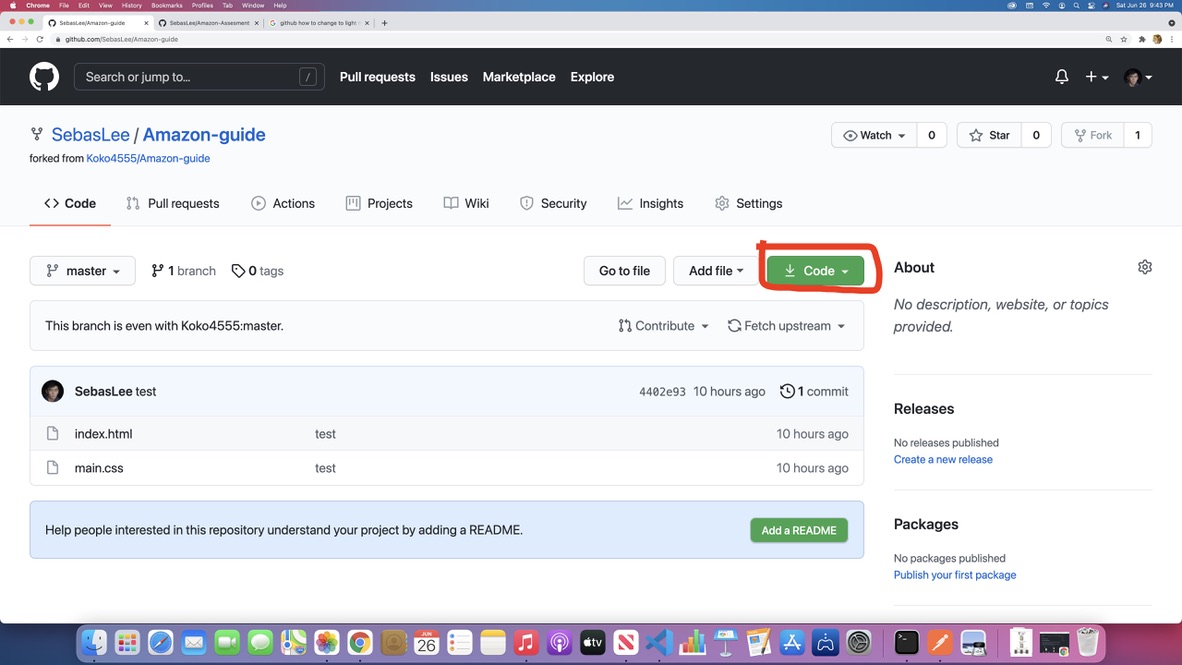 Chrome File Edit View History Bookmarks Profiles Tab Window Help Sat Jun 26 9:43 PM
SebasLee/Amazon-guide SebasLee/Amazon-Assesment github how to change to light
github.com/SebasLee/Amazon-guide
Search or jump to... / Pull requests Issues Marketplace Explore
SebasLee / Amazon-guide Watch 0 Star 0 Fork 1
forked from Koko4555/Amazon-guide
Code Pull requests Actions Projects Wiki Security Insights Settings
master 1 branch 0 tags Go to file Add file Code About
No description, website, or topics
provided.
This branch is even with Koko4555:master. Contribute Fetch upstream
SebasLee test 4402e93 10 hours ago 1 commit
Releases
index.html test 10 hours ago
No releases published
Create a new release
main.css test 10 hours ago
Packages
Help people interested in this repository understand your project by adding a README. Add a README
No packages published
Publish your first package
JUN
26
tv